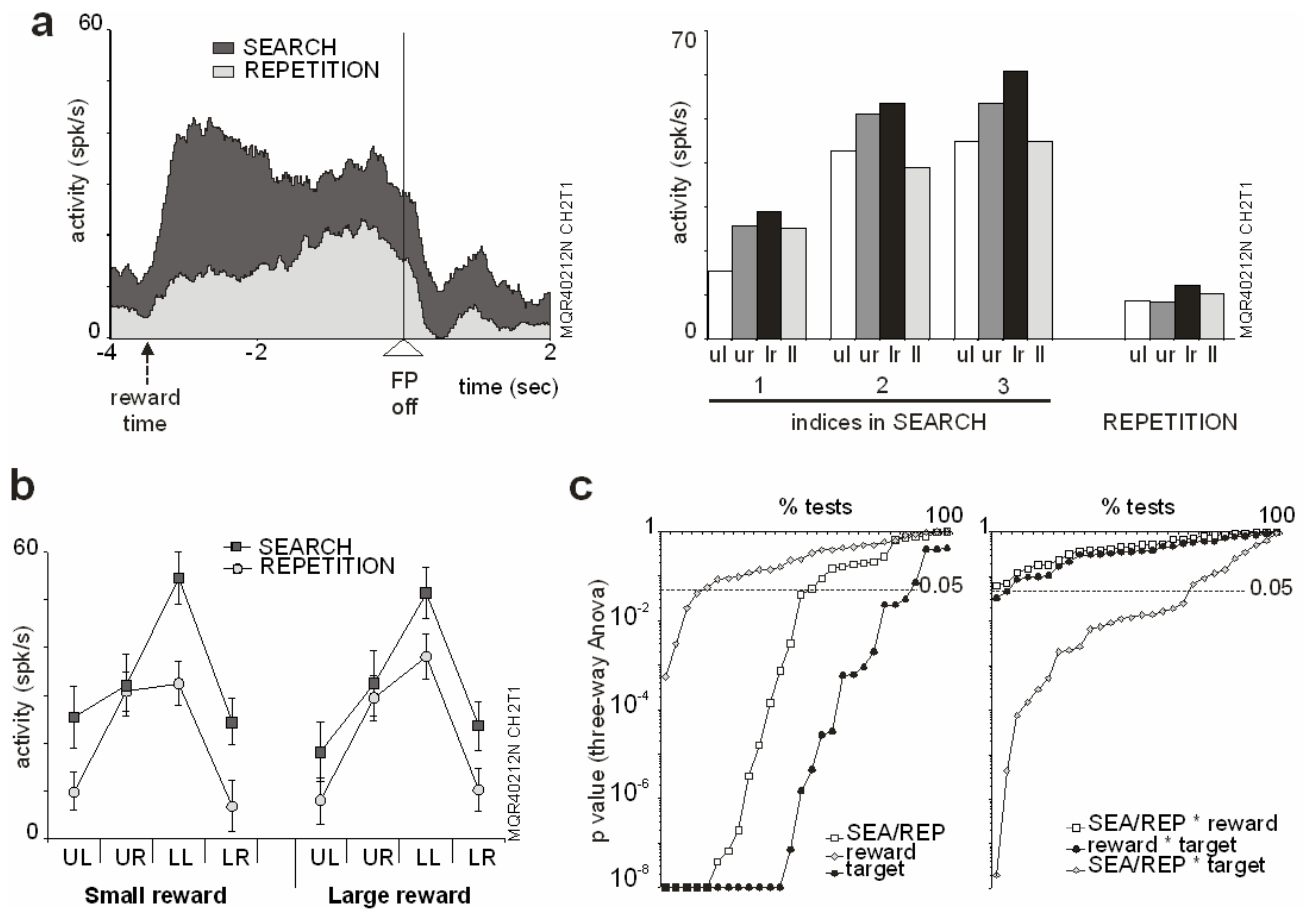 a
60
SEARCH
REPETITION
activity (spk/s)
0
-4
-2
2
reward time
FP off
time (sec)
MQR40212N CH2T1
70
activity (spk/s)
0
ul ur lr ll ul ur lr ll ul ur lr ll ul ur lr ll
1 2 3
indices in SEARCH
REPETITION
MQR40212N CH2T1
b
60
SEARCH
REPETITION
activity (spk/s)
0
UL UR LL LR UL UR LL LR
Small reward Large reward
MQR40212N CH2T1
c
% tests
1 100
0.05
10-2
10-4
10-6
10-8
p value (three-way Anova)
SEA/REP
reward
target
% tests
1 100
0.05
SEA/REP * reward
reward * target
SEA/REP * target